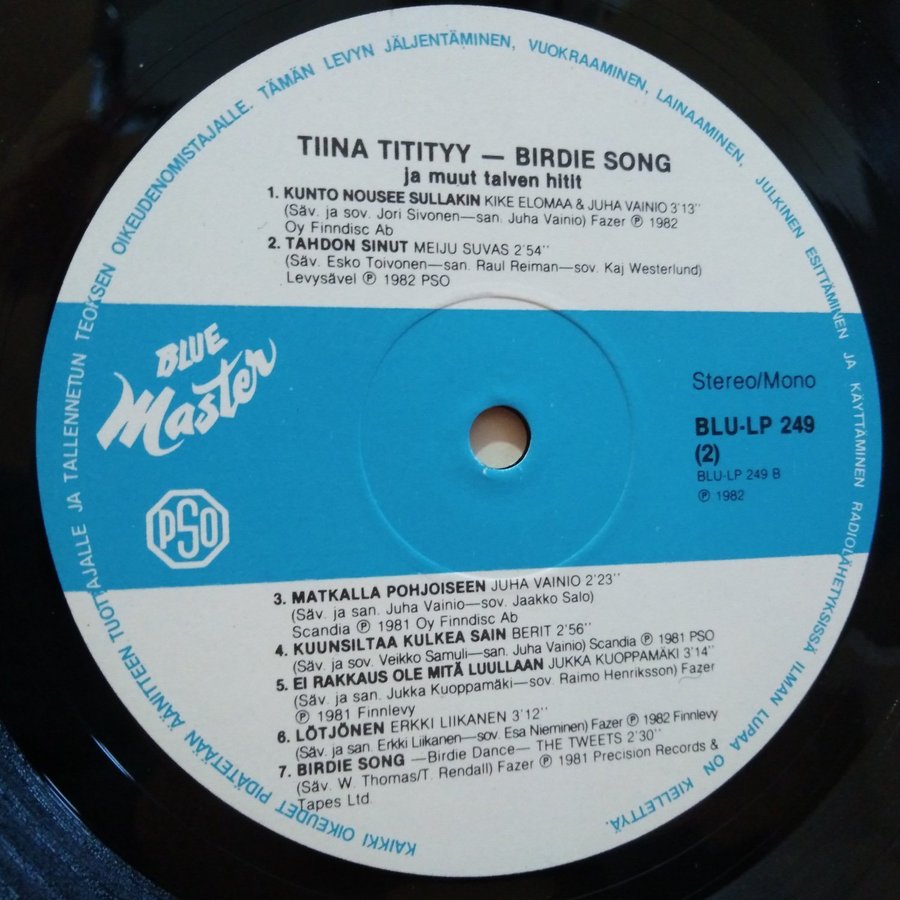 KAIKKI OIKEUDET PIDÄTETÄÄN ÄÄNITTEEN TUOTTAJALLE JA TALLENNETUN TEOKSEN OIKEUDENOMISTAJALLE. TÄMÄN LEVYN JÄLJENTÄMINEN, VUOKRAAMINEN, LAINAAMINEN, JULKINEN ESITTÄMINEN JA KÄYTTÄMINEN RADIOLÄHETYKSISSÄ ILMAN LUPAA ON KIELLETTYÄ.
TIINA TITITYY — BIRDIE SONG
ja muut talven hitit
1. KUNTO NOUSEE SULLAKIN KIKE ELOMAA & JUHA VAINIO 3'13''
(Säv. ja sov. Jori Sivonen—san. Juha Vainio) Fazer ℗ 1982
Oy Finndisc Ab
2. TAHDON SINUT MEIJU SUVAS 2'54''
(Säv. Esko Toivonen—san. Raul Reiman—sov. Kaj Westerlund)
Levysävel ℗ 1982 PSO
BLUE
Master
PSO
Stereo/Mono
BLU-LP 249
(2)
BLU-LP 249 B
℗ 1982
3. MATKALLA POHJOISEEN JUHA VAINIO 2'23''
(Säv. ja san. Juha Vainio—sov. Jaakko Salo)
Scandia ℗ 1981 Oy Finndisc Ab
4. KUUNSILTAA KULKEA SAIN BERIT 2'56''
(Säv. ja sov. Veikko Samuli—san. Juha Vainio) Scandia ℗ 1981 PSO
5. EI RAKKAUS OLE MITÄ LUULLAAN JUKKA KUOPPAMÄKI 3'14''
(Säv. ja san. Jukka Kuoppamäki—sov. Raimo Henriksson) Fazer
℗ 1981 Finnlevy
6. LÖTJÖNEN ERKKI LIIKANEN 3'12''
(Säv. ja san. Erkki Liikanen—sov. Esa Nieminen) Fazer ℗ 1982 Finnlevy
7. BIRDIE SONG —Birdie Dance— THE TWEETS 2'30''
(Säv. W. Thomas/T. Rendall) Fazer ℗ 1981 Precision Records &
Tapes Ltd.